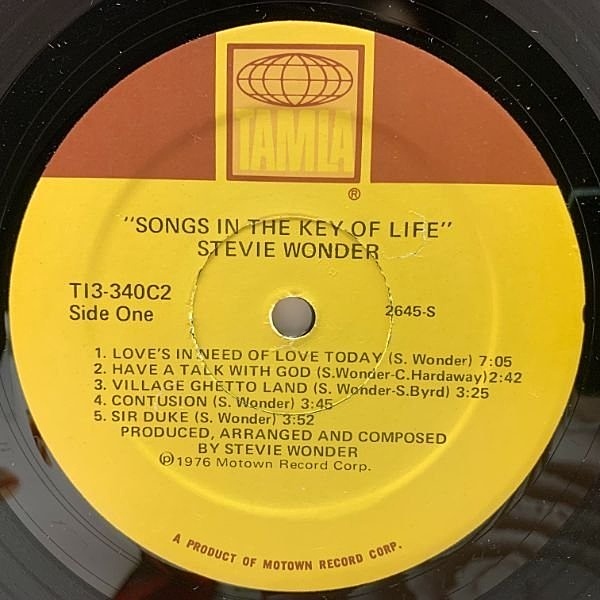 TAMLA
®
"SONGS IN THE KEY OF LIFE"
STEVIE WONDER
T13-340C2
Side One
2645-S
1. LOVE'S IN NEED OF LOVE TODAY (S. Wonder) 7:05
2. HAVE A TALK WITH GOD (S.Wonder-C.Hardaway) 2:42
3. VILLAGE GHETTO LAND (S. Wonder-S.Byrd) 3:25
4. CONTUSION (S. Wonder) 3:45
5. SIR DUKE (S. Wonder) 3:52
PRODUCED, ARRANGED AND COMPOSED
BY STEVIE WONDER
℗1976 Motown Record Corp.
A PRODUCT OF MOTOWN RECORD CORP.